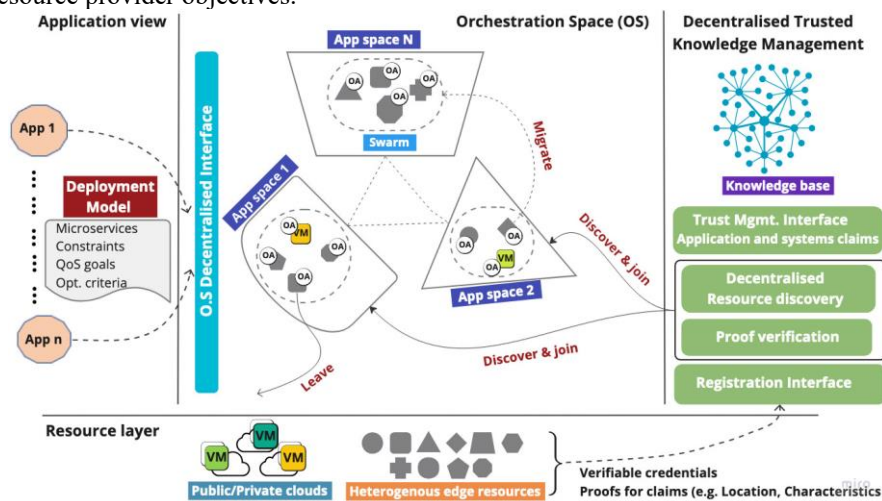 resource provider objectives.
Application view
Orchestration Space (OS)
Decentralised Trusted
Knowledge Management
App space N
OA
OA
OA
OA
Swarm
Migrate
App 1
Deployment
Model
Microservices
Constraints
QoS goals
Opt. criteria
App n
O.S Decentralised Interface
App space 1
OA
VM
OA
OA
OA
Leave
OA
OA
OA
VM
App space 2
Discover & join
Discover & join
Knowledge base
Trust Mgmt. Interface
Application and systems claims
Decentralised
Resource discovery
Proof verification
Registration Interface
Resource layer
VM
VM
VM
Public/Private clouds
Heterogenous edge resources
Verifiable credentials
Proofs for claims (e.g. Location, Characteristics
miro